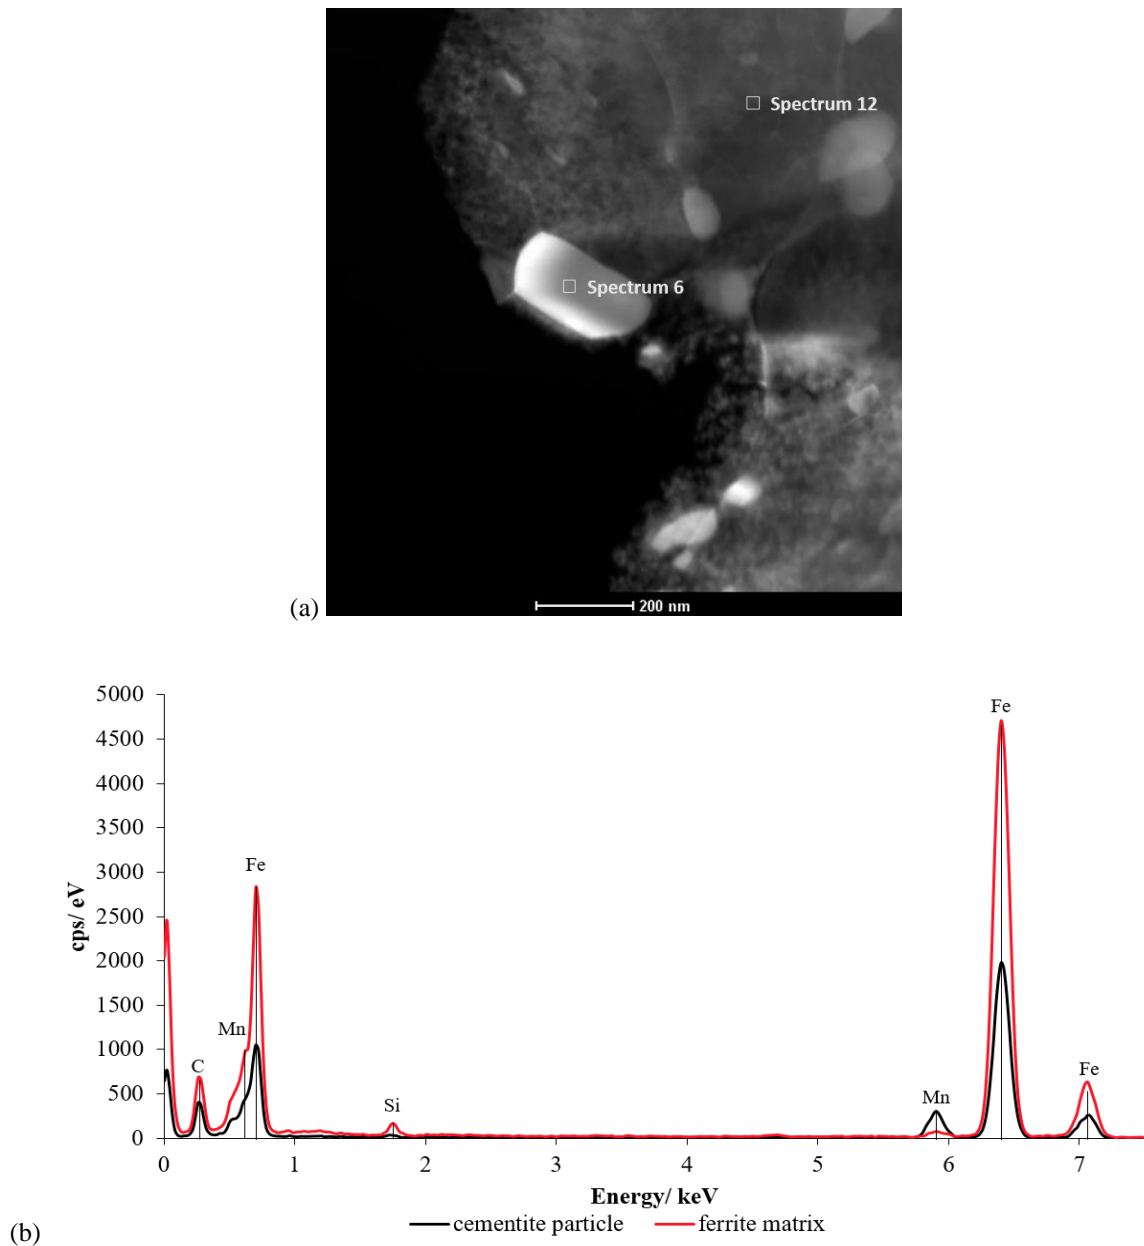 Spectrum 12
Spectrum 6
(a)
200 nm
5000
4500
4000
3500
3000
2500
2000
1500
1000
500
0
cps/ eV
C
Mn
Fe
Si
Mn
Fe
Fe
0 1 2 3 4 5 6 7
Energy/ keV
(b)
cementite particle ferrite matrix